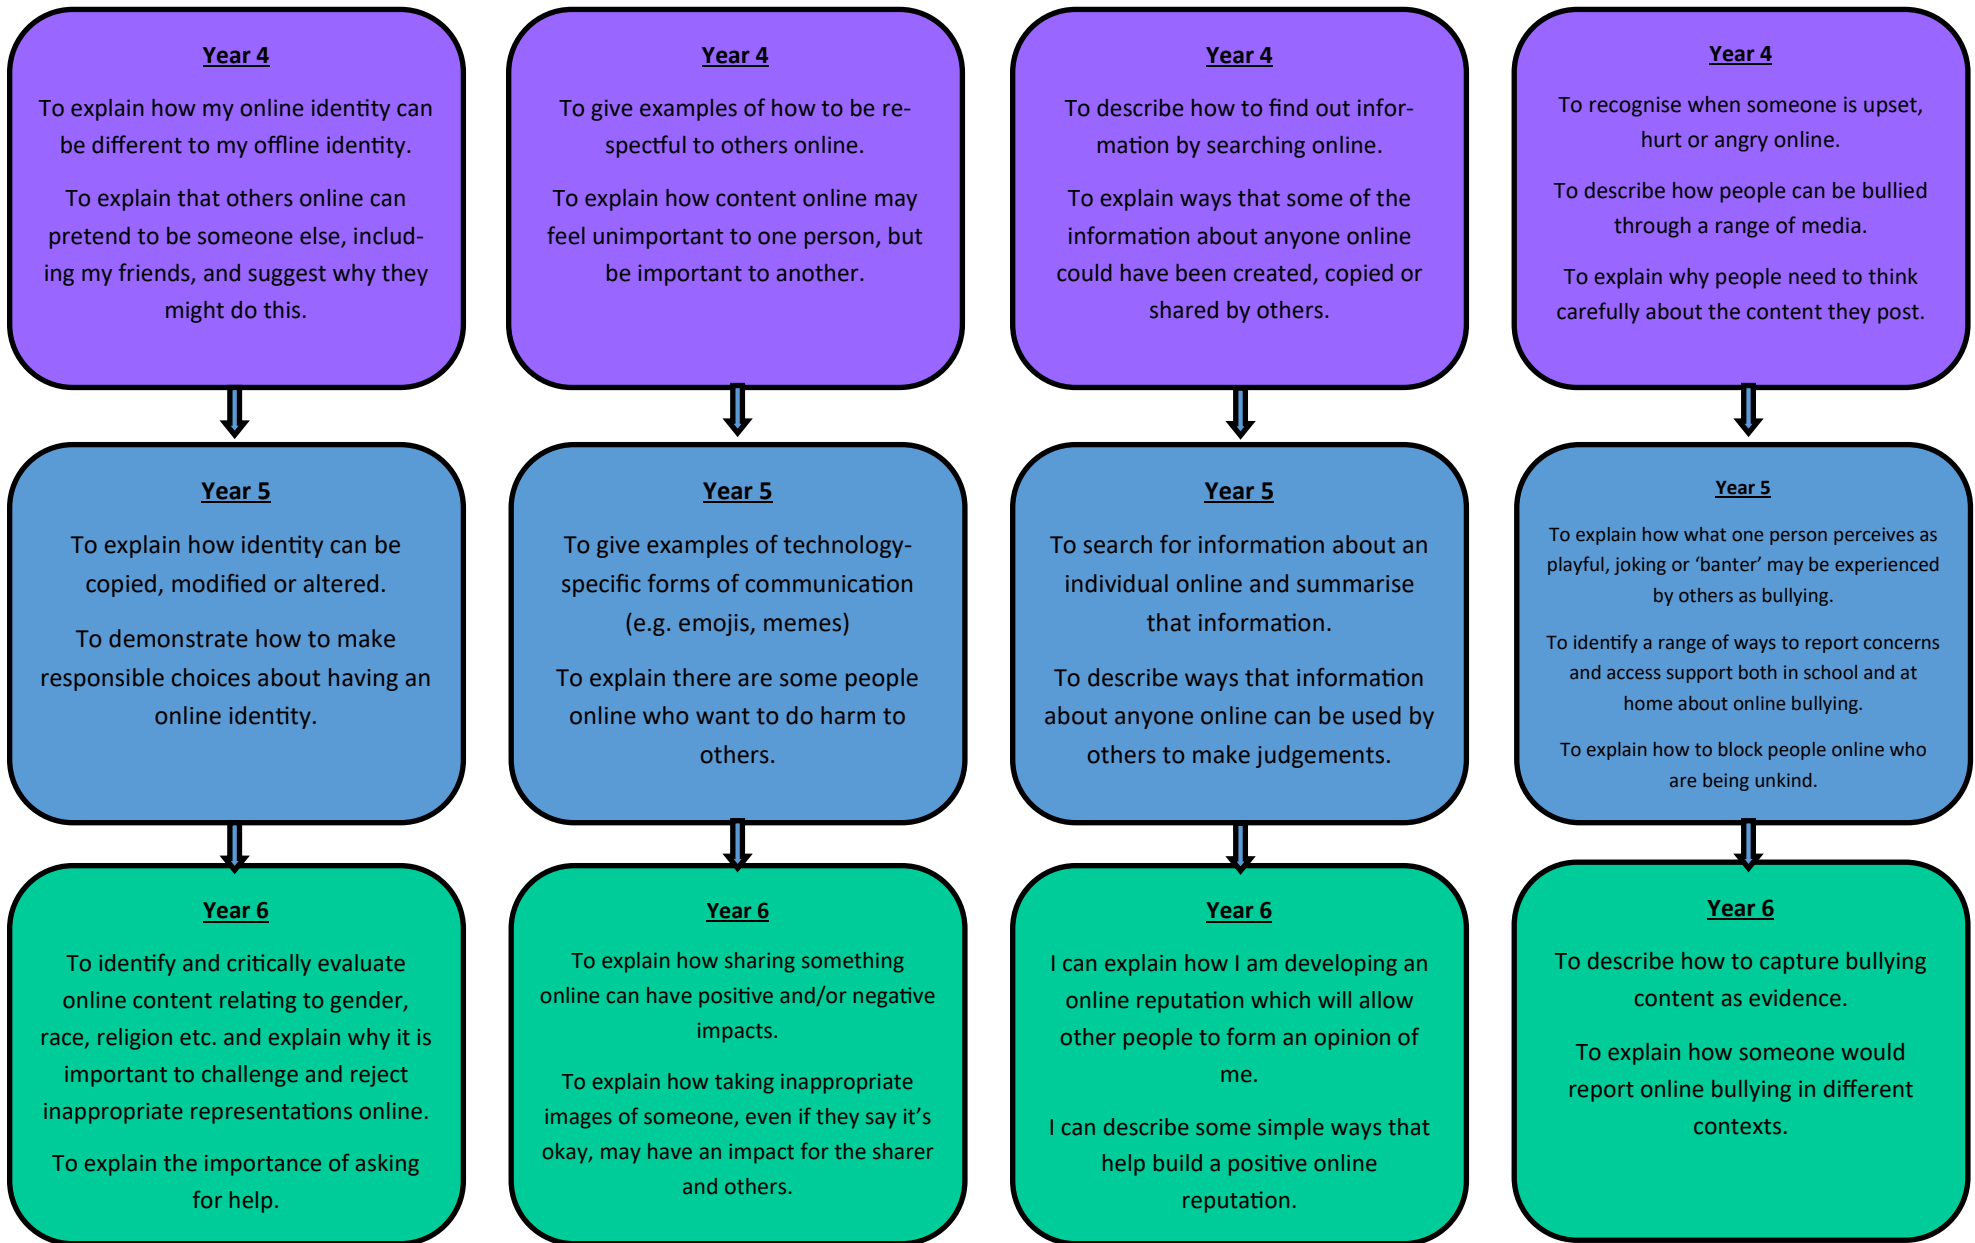 Year 4
To explain how my online identity can
be different to my offline identity.
To explain that others online can
pretend to be someone else, includ-
ing my friends, and suggest why they
might do this.
Year 4
To give examples of how to be re-
spectful to others online.
To explain how content online may
feel unimportant to one person, but
be important to another.
Year 4
To describe how to find out infor-
mation by searching online.
To explain ways that some of the
information about anyone online
could have been created, copied or
shared by others.
Year 4
To recognise when someone is upset,
hurt or angry online.
To describe how people can be bullied
through a range of media.
To explain why people need to think
carefully about the content they post.
Year 5
To explain how identity can be
copied, modified or altered.
To demonstrate how to make
responsible choices about having an
online identity.
Year 5
To give examples of technology-
specific forms of communication
(e.g. emojis, memes)
To explain there are some people
online who want to do harm to
others.
Year 5
To search for information about an
individual online and summarise
that information.
To describe ways that information
about anyone online can be used by
others to make judgements.
Year 5
To explain how what one person perceives as
playful, joking or ‘banter’ may be experienced
by others as bullying.
To identify a range of ways to report concerns
and access support both in school and at
home about online bullying.
To explain how to block people online who
are being unkind.
Year 6
To identify and critically evaluate
online content relating to gender,
race, religion etc. and explain why it is
important to challenge and reject
inappropriate representations online.
To explain the importance of asking
for help.
Year 6
To explain how sharing something
online can have positive and/or negative
impacts.
To explain how taking inappropriate
images of someone, even if they say it’s
okay, may have an impact for the sharer
and others.
Year 6
I can explain how I am developing an
online reputation which will allow
other people to form an opinion of
me.
I can describe some simple ways that
help build a positive online
reputation.
Year 6
To describe how to capture bullying
content as evidence.
To explain how someone would
report online bullying in different
contexts.